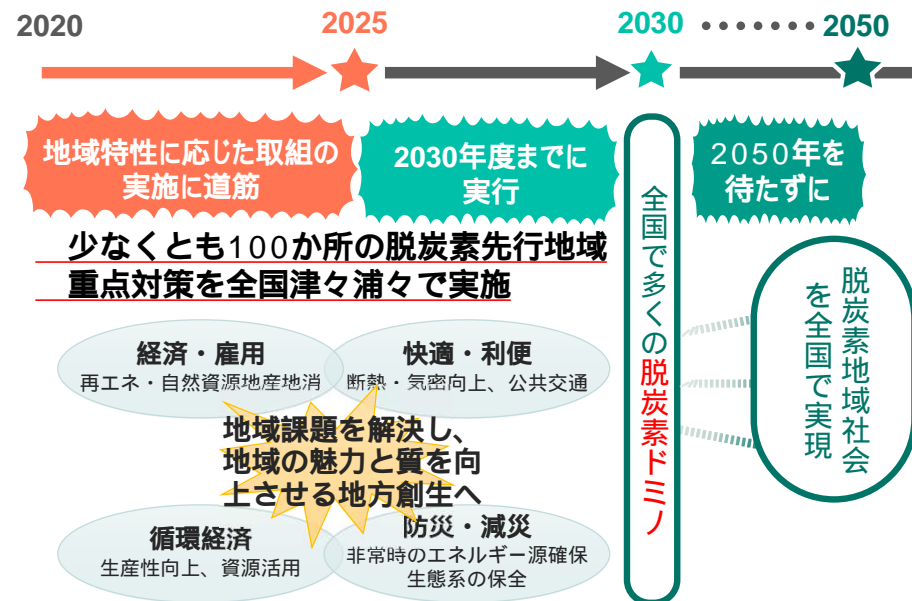 2020
2025
2030
2050
地域特性に応じた取組の
実施に道筋
2030年度までに
実行
2050年を
待たずに
少なくとも100か所の脱炭素先行地域
重点対策を全国津々浦々で実施
経済・雇用
再エネ・自然資源地産地消
快適・利便
断熱・気密向上、公共交通
地域課題を解決し、
地域の魅力と質を向
上させる地方創生へ
循環経済
生産性向上、資源活用
防災・減災
非常時のエネルギー源確保
生態系の保全
全国で多くの脱炭素ドミノ
脱炭素地域社会
を全国で実現